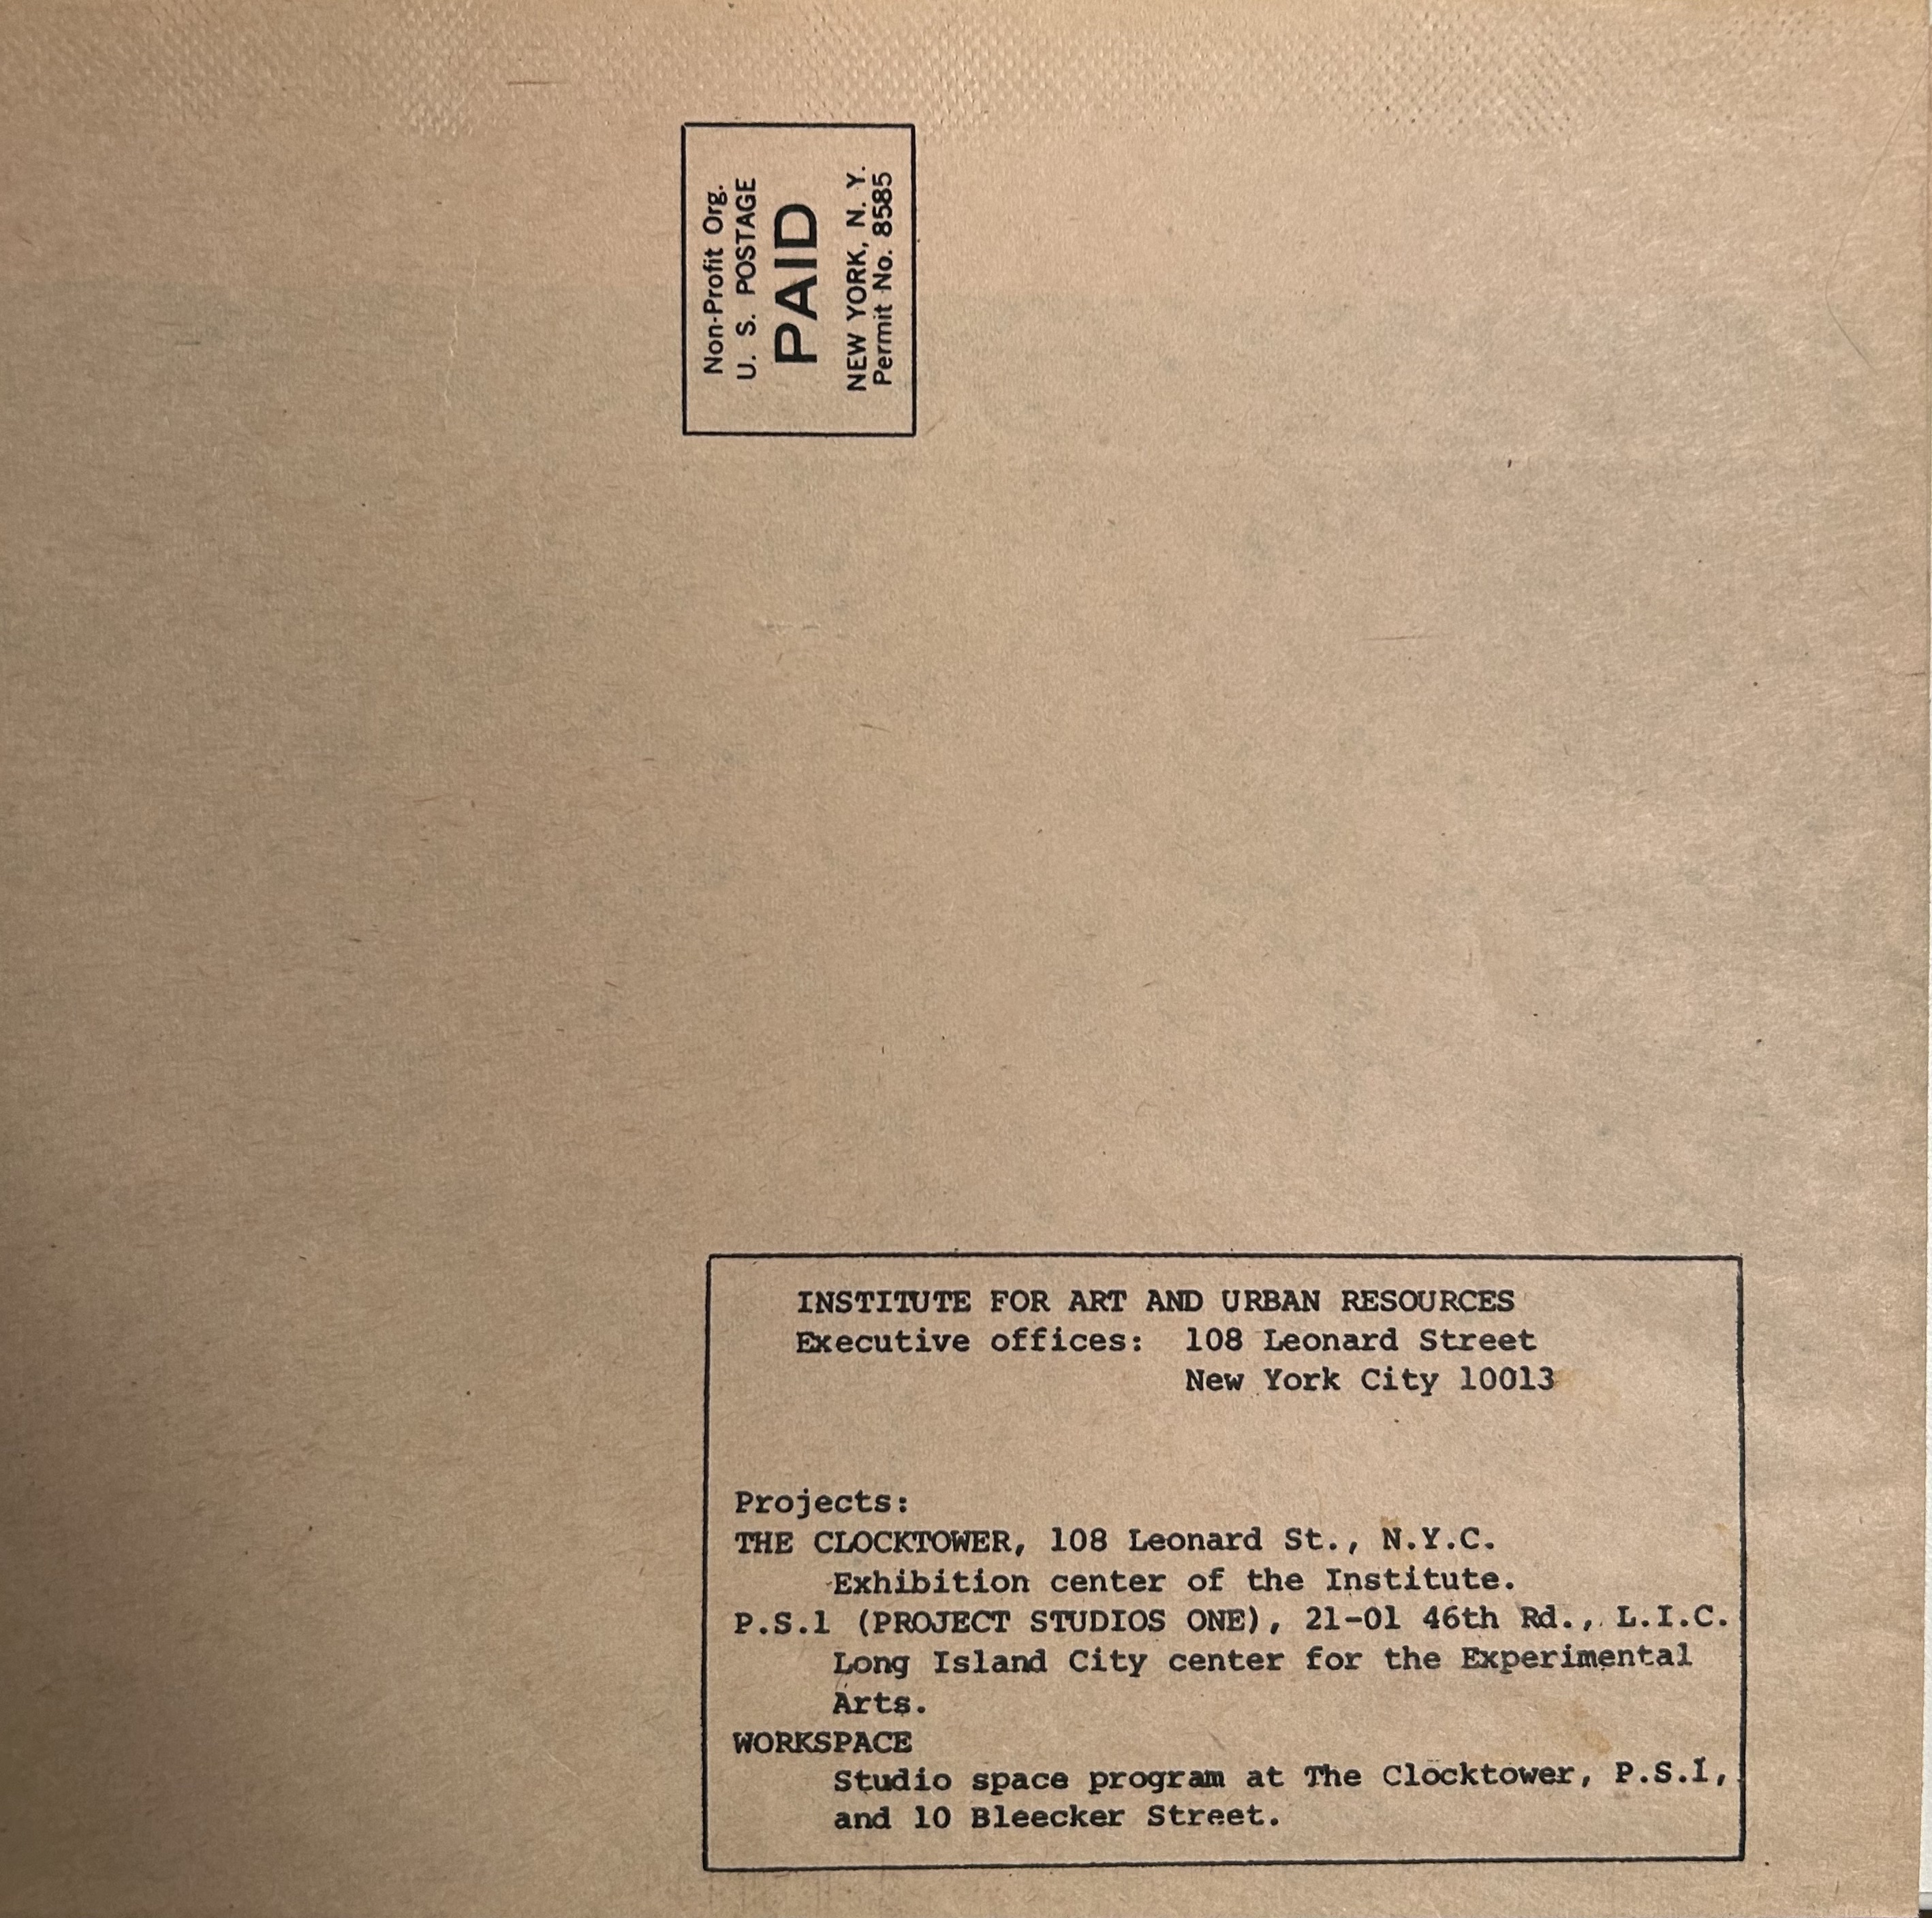 Non-Profit Org.
U. S. POSTAGE
PAID
NEW YORK, N. Y.
Permit No. 8585
INSTITUTE FOR ART AND URBAN RESOURCES
Executive offices: 108 Leonard Street
New York City 10013
Projects:
THE CLOCKTOWER, 108 Leonard St., N.Y.C.
Exhibition center of the Institute.
P.S.1 (PROJECT STUDIOS ONE), 21-01 46th Rd., L.I.C.
Long Island City center for the Experimental
Arts.
WORKSPACE
Studio space program at The Clocktower, P.S.1,
and 10 Bleecker Street.